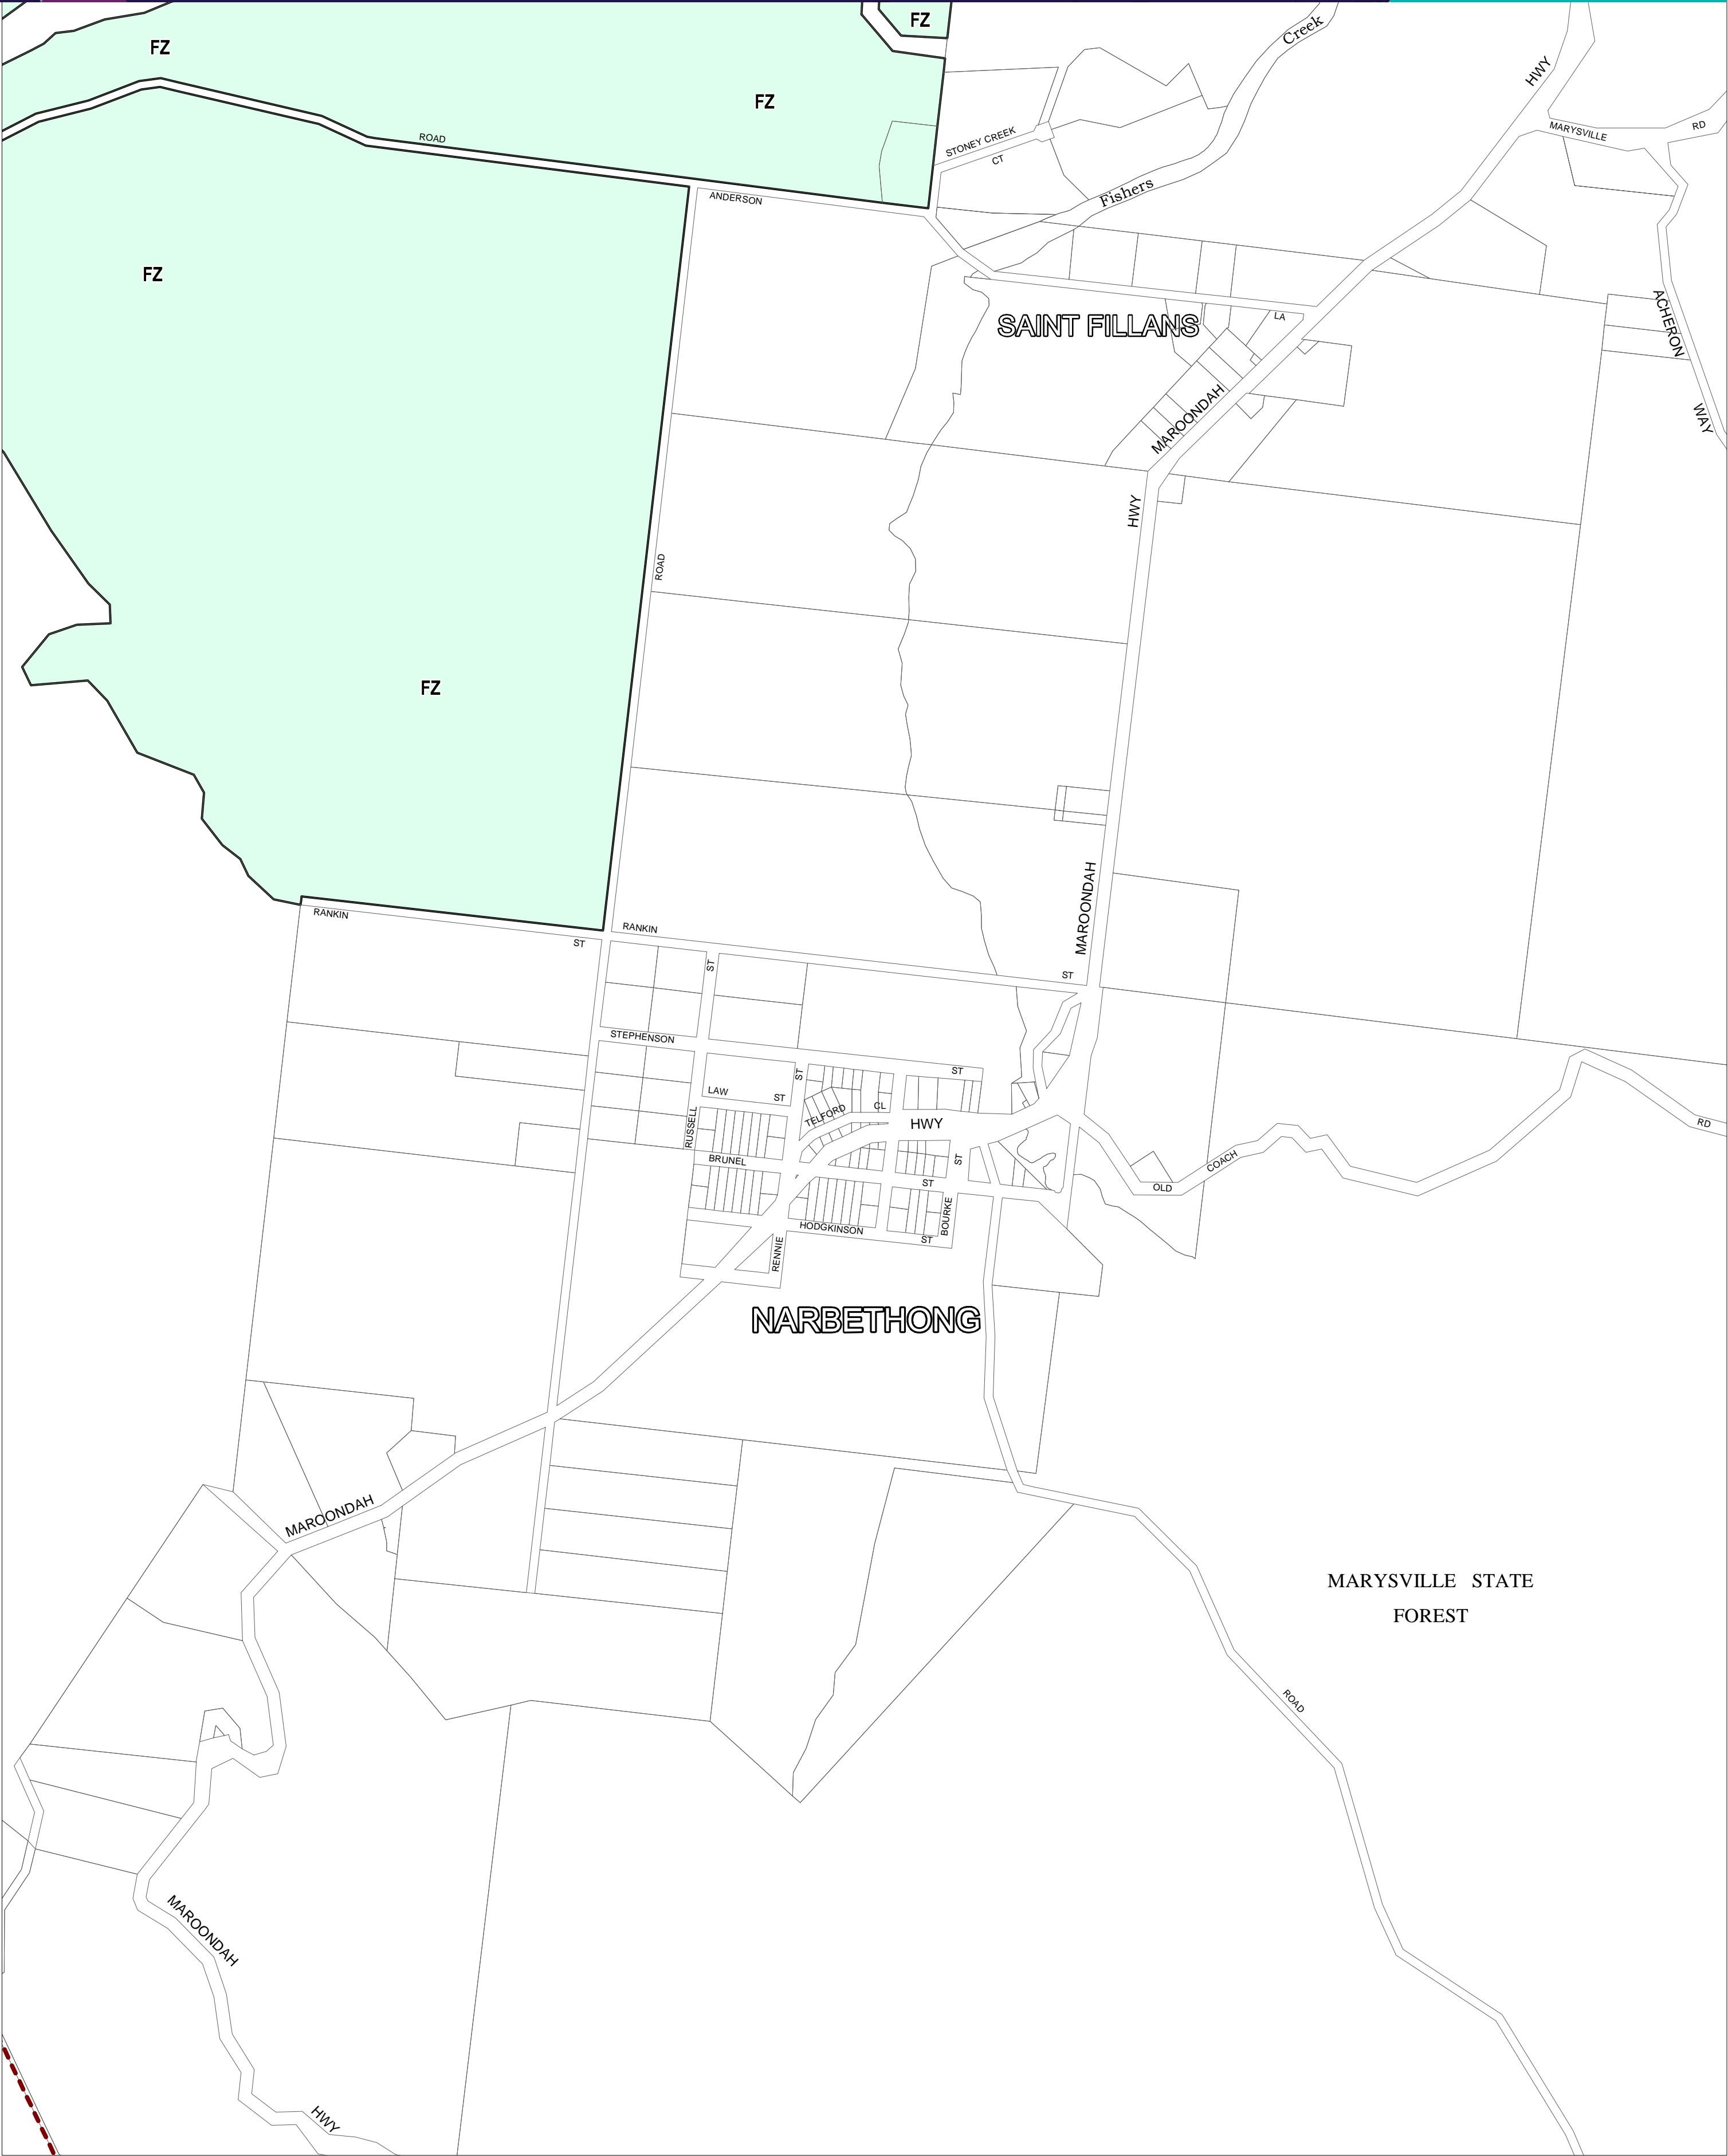 FZ
Creek
FZ
HWY
FZ
MARYSVILLE
RD
ROAD
STONEY CREEK
CT
Fishers
ANDERSON
FZ
ACHERON
LA
SAINT FILLANS
MAROONDAH
WAY
HWY
ROAD
FZ
MAROONDAH
RANKIN
RANKIN
ST
ST
ST
STEPHENSON
ST
ST
LAW
ST
TELFORD
CL
HWY
RUSSELL
RD
BRUNEL
ST
COACH
ST
OLD
BOURKE
HODGKINSON
ST
RENNIE
NARBETHONG
MAROONDAH
MARYSVILLE STATE
FOREST
ROAD
MAROONDAH
HWY